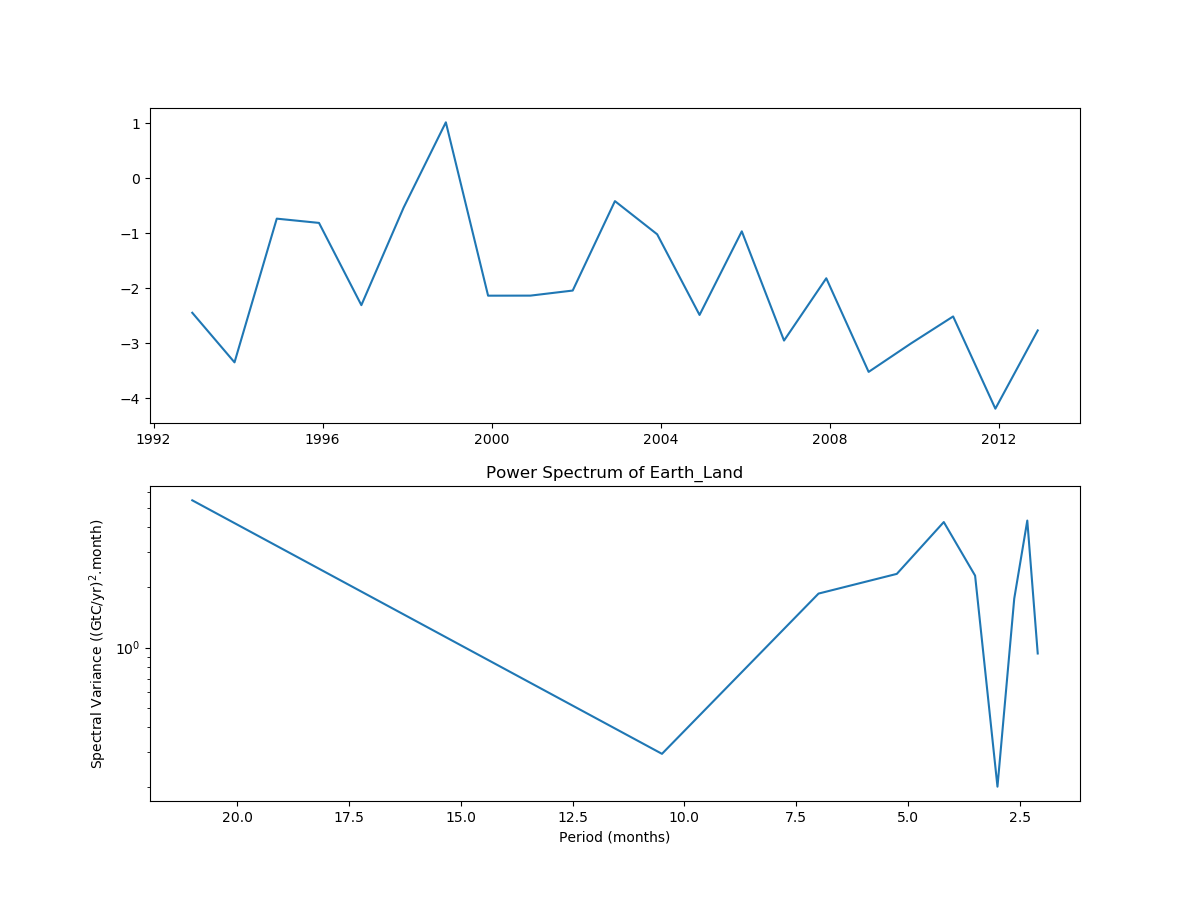 1
0
−1
−2
−3
−4
1992 1996 2000 2004 2008 2012
Power Spectrum of Earth_Land
Spectral Variance ((GtC/yr)².month)
10⁰
20.0 17.5 15.0 12.5 10.0 7.5 5.0 2.5
Period (months)